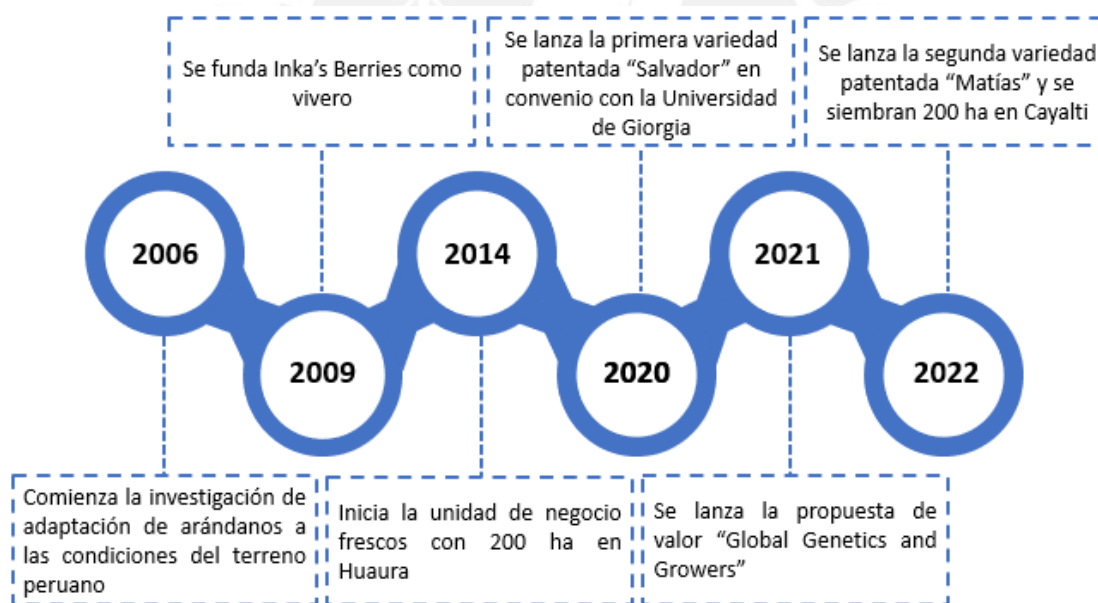 Se funda Inka's Berries como
vivero
Se lanza la primera variedad
patentada “Salvador” en
convenio con la Universidad
de Giorgia
Se lanza la segunda variedad
patentada “Matías” y se
siembran 200 ha en Cayalti
2006
2014
2021
2009
2020
2022
Comienza la investigación de
adaptación de arándanos a
las condiciones del terreno
peruano
Inicia la unidad de negocio
frescos con 200 ha en
Huaura
Se lanza la propuesta de
valor “Global Genetics and
Growers”